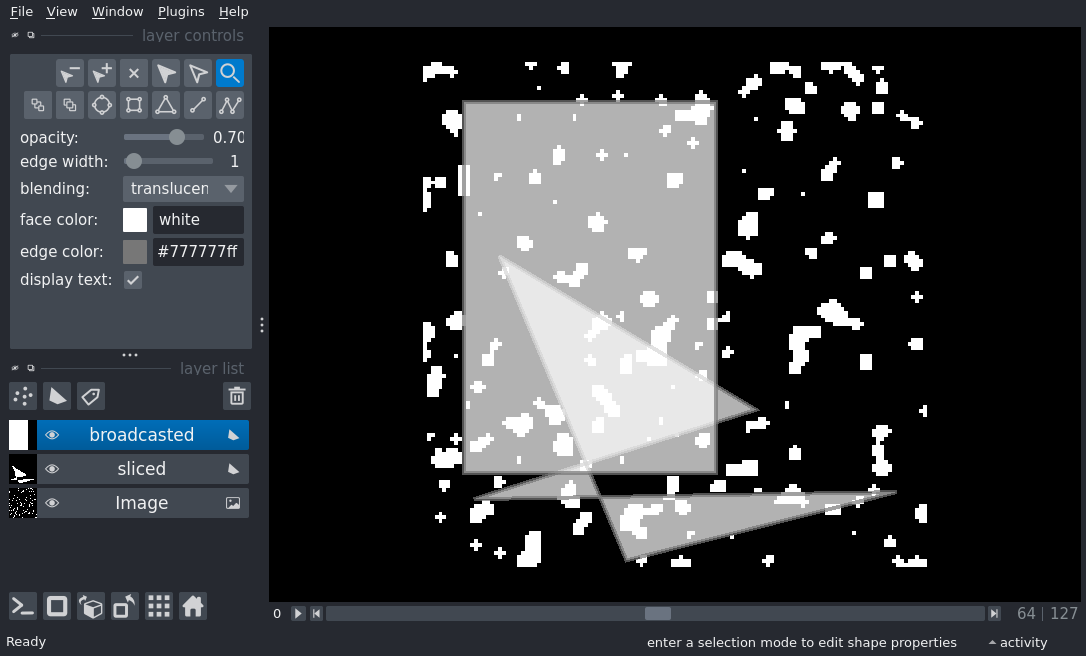 File View Window Plugins Help
layer controls
opacity: 0.70
edge width: 1
blending: translucen
face color: white
edge color: #777777ff
display text:
layer list
broadcasted
sliced
Image
0 64 127
Ready enter a selection mode to edit shape properties activity